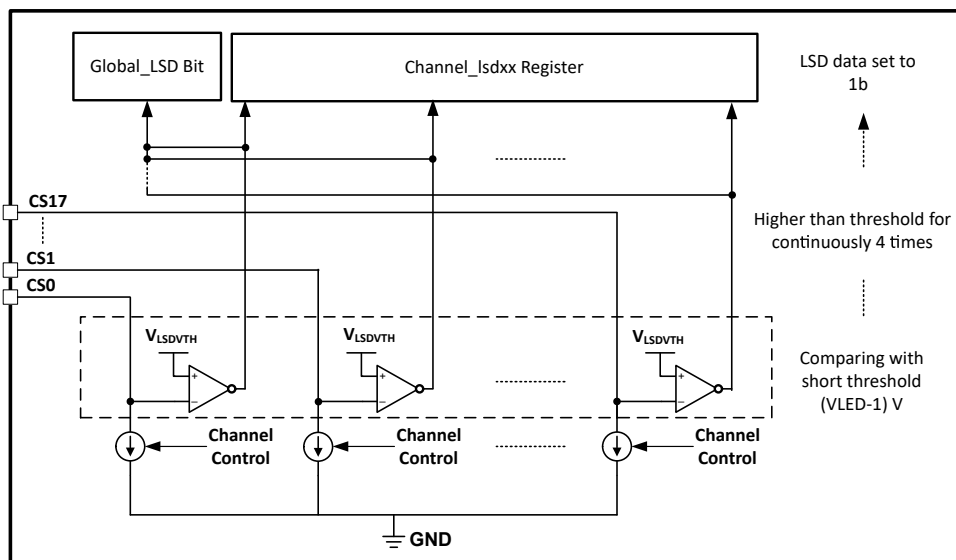 Global_LSD Bit
Channel_lsdxx Register
LSD data set to
1b
CS17
Higher than threshold for
continuously 4 times
CS1
CS0
VLSDVTH
VLSDVTH
VLSDVTH
+
−
+
−
+
−
Comparing with
short threshold
(VLED-1) V
Channel
Control
Channel
Control
Channel
Control
GND